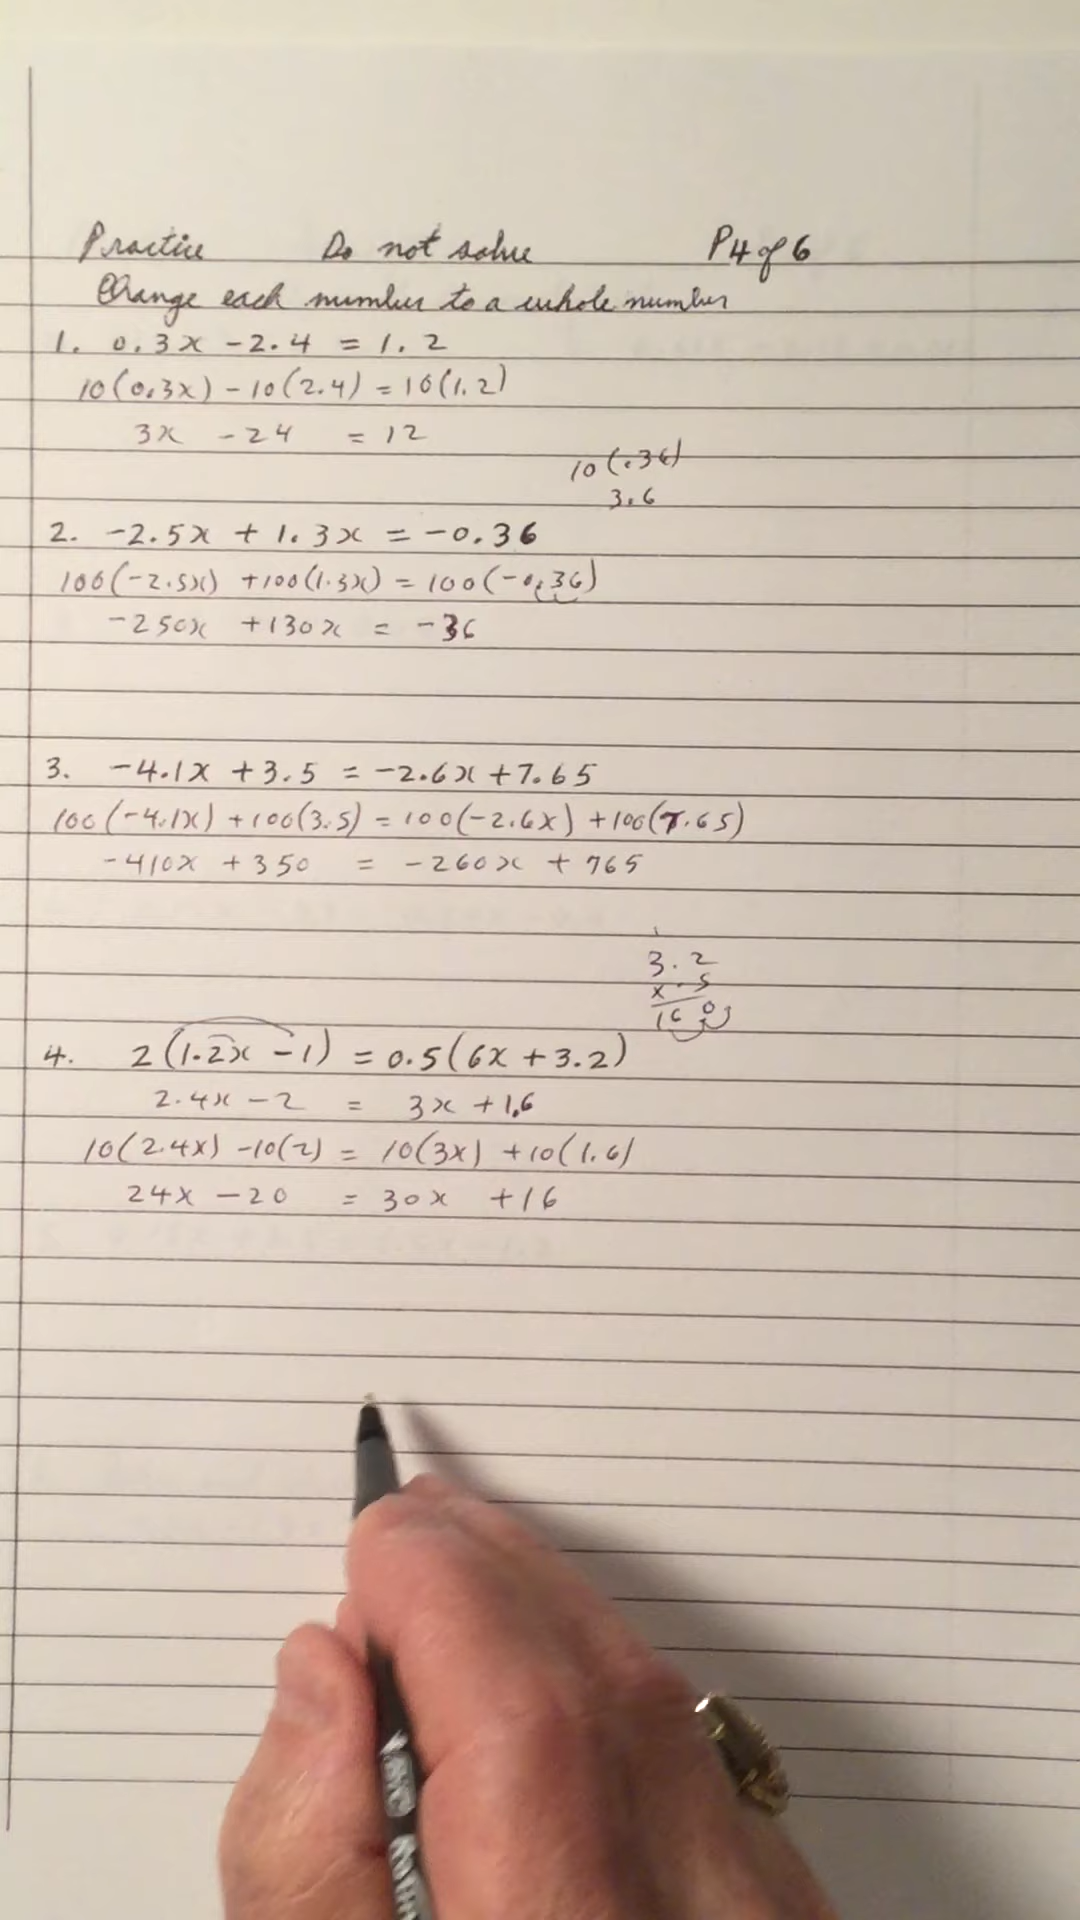 Practice Do not solve P4 of 6
Change each number to a whole number
1. 0.3x - 2.4 = 1.2
10(0.3x) - 10(2.4) = 10(1.2)
3x - 24 = 12
10(.36)
3.6
2. -2.5x + 1.3x = -0.36
100(-2.5x) + 100(1.3x) = 100(-0.36)
-250x + 130x = -36
3. -4.1x + 3.5 = -2.6x + 7.65
100(-4.1x) + 100(3.5) = 100(-2.6x) + 100(7.65)
-410x + 350 = -260x + 765
1
3.2
x .5
160
4. 2(1.2x - 1) = 0.5(6x + 3.2)
2.4x - 2 = 3x + 1.6
10(2.4x) - 10(2) = 10(3x) + 10(1.6)
24x - 20 = 30x + 16